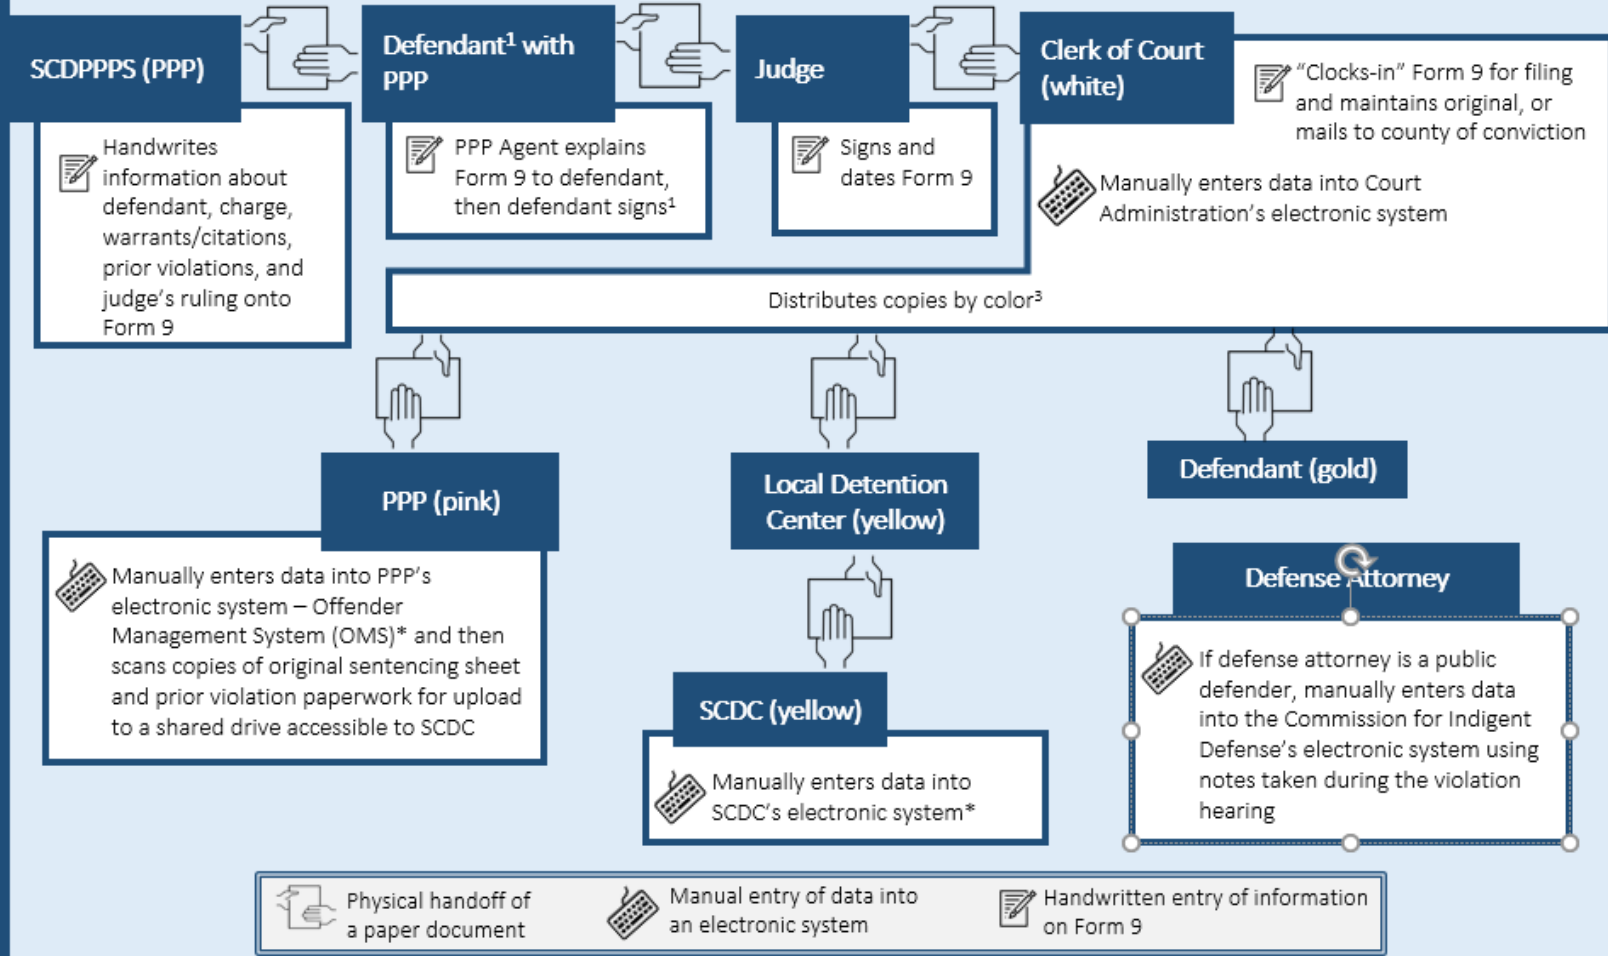 SCDPPPS (PPP)
Defendant¹ with
PPP
Judge
Clerk of Court
(white)
"Clocks-in" Form 9 for filing
and maintains original, or
mails to county of conviction
Handwrites
information about
defendant, charge,
warrants/citations,
prior violations, and
judge's ruling onto
Form 9
PPP Agent explains
Form 9 to defendant,
then defendant signs¹
Signs and
dates Form 9
Manually enters data into Court
Administration's electronic system
Distributes copies by color³
PPP (pink)
Manually enters data into PPP's
electronic system – Offender
Management System (OMS)* and then
scans copies of original sentencing sheet
and prior violation paperwork for upload
to a shared drive accessible to SCDC
Local Detention
Center (yellow)
SCDC (yellow)
Manually enters data into
SCDC's electronic system*
Defendant (gold)
Defense Attorney
If defense attorney is a public
defender, manually enters data
into the Commission for Indigent
Defense's electronic system using
notes taken during the violation
hearing
Physical handoff of
a paper document
Manual entry of data into
an electronic system
Handwritten entry of information
on Form 9